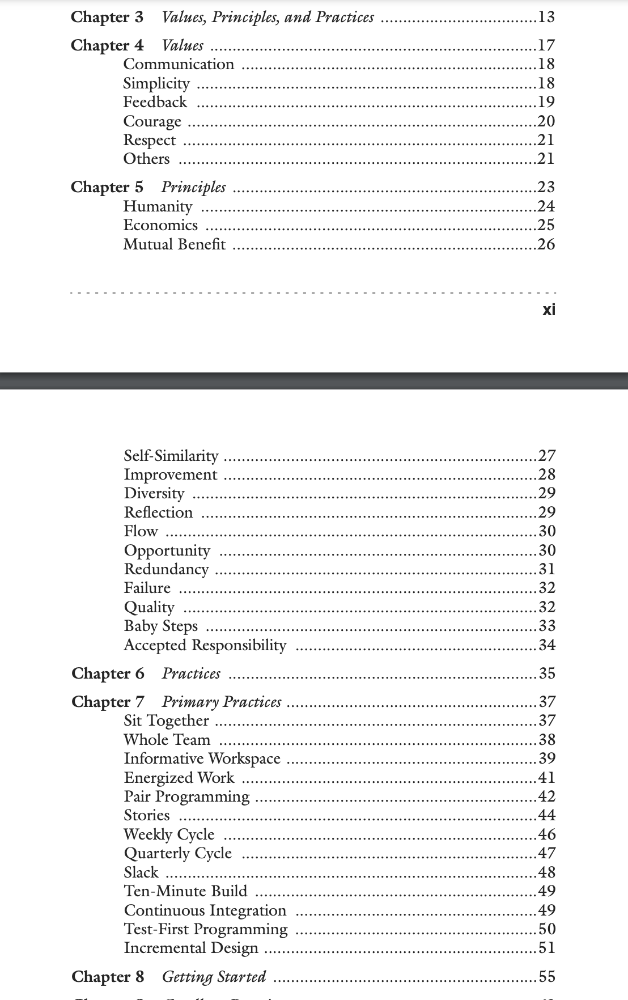 Chapter 3 Values, Principles, and Practices ..........13
Chapter 4 Values ..........17
Communication ..........18
Simplicity ..........18
Feedback ..........19
Courage ..........20
Respect ..........21
Others ..........21
Chapter 5 Principles ..........23
Humanity ..........24
Economics ..........25
Mutual Benefit ..........26
xi
Self-Similarity ..........27
Improvement ..........28
Diversity ..........29
Reflection ..........29
Flow ..........30
Opportunity ..........30
Redundancy ..........31
Failure ..........32
Quality ..........32
Baby Steps ..........33
Accepted Responsibility ..........34
Chapter 6 Practices ..........35
Chapter 7 Primary Practices ..........37
Sit Together ..........37
Whole Team ..........38
Informative Workspace ..........39
Energized Work ..........41
Pair Programming ..........42
Stories ..........44
Weekly Cycle ..........46
Quarterly Cycle ..........47
Slack ..........48
Ten-Minute Build ..........49
Continuous Integration ..........49
Test-First Programming ..........50
Incremental Design ..........51
Chapter 8 Getting Started ..........55